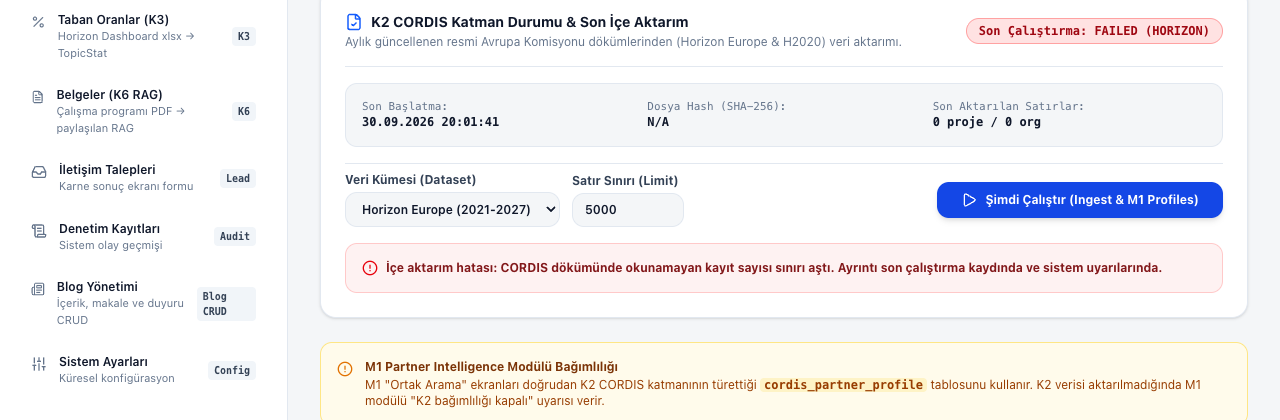 Taban Oranlar (K3)
Horizon Dashboard xlsx →
TopicStat
K3
Belgeler (K6 RAG)
Çalışma programı PDF →
paylaşılan RAG
K6
İletişim Talepleri
Karne sonuç ekranı formu
Lead
Denetim Kayıtları
Sistem olay geçmişi
Audit
Blog Yönetimi
İçerik, makale ve duyuru
CRUD
Blog
CRUD
Sistem Ayarları
Küresel konfigürasyon
Config
K2 CORDIS Katman Durumu & Son İçe Aktarım
Aylık güncellenen resmi Avrupa Komisyonu dökümlerinden (Horizon Europe & H2020) veri aktarımı.
Son Çalıştırma: FAILED (HORIZON)
Son Başlatma:
30.09.2026 20:01:41
Dosya Hash (SHA-256):
N/A
Son Aktarılan Satırlar:
0 proje / 0 org
Veri Kümesi (Dataset)
Horizon Europe (2021-2027)
Satır Sınırı (Limit)
5000
Şimdi Çalıştır (Ingest & M1 Profiles)
İçe aktarım hatası: CORDIS dökümünde okunamayan kayıt sayısı sınırı aştı. Ayrıntı son çalıştırma kaydında ve sistem uyarılarında.
M1 Partner Intelligence Modülü Bağımlılığı
M1 "Ortak Arama" ekranları doğrudan K2 CORDIS katmanının türettiği cordis_partner_profile tablosunu kullanır. K2 verisi aktarılmadığında M1
modülü "K2 bağımlılığı kapalı" uyarısı verir.